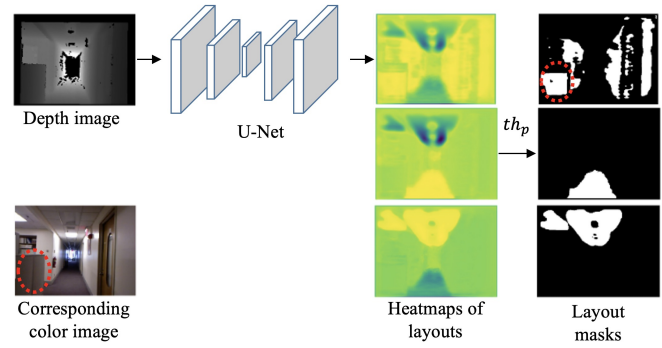 Depth image
U-Net
th_p
Corresponding
color image
Heatmaps of
layouts
Layout
masks